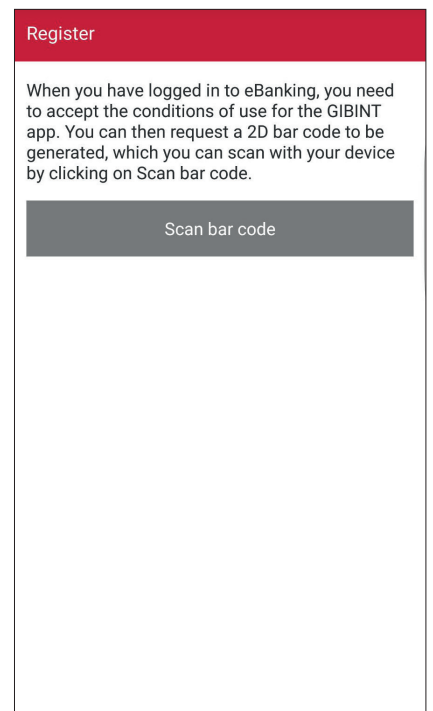 Register
When you have logged in to eBanking, you need
to accept the conditions of use for the GIBINT
app. You can then request a 2D bar code to be
generated, which you can scan with your device
by clicking on Scan bar code.
Scan bar code